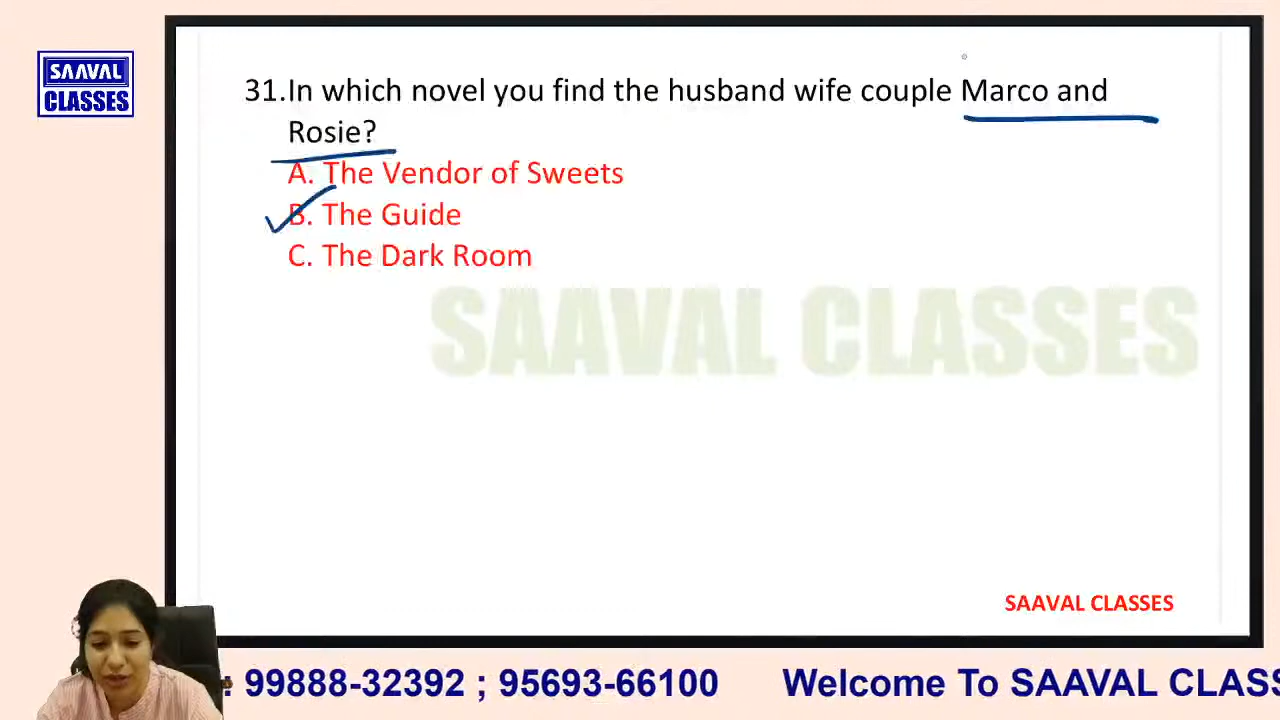 SAAVAL
CLASSES
31.In which novel you find the husband wife couple Marco and
Rosie?
A. The Vendor of Sweets
B. The Guide
C. The Dark Room
SAAVAL CLASSES
SAAVAL CLASSES
: 99888-32392 ; 95693-66100 Welcome To SAAVAL CLASS